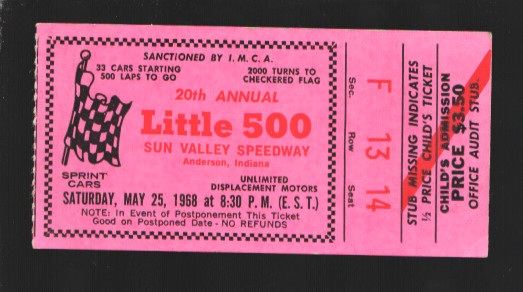 SANCTIONED BY I.M.C.A.
33 CARS STARTING
500 LAPS TO GO
2000 TURNS TO
CHECKERED FLAG
20th ANNUAL
Little 500
SUN VALLEY SPEEDWAY
Anderson, Indiana
SPRINT
CARS
UNLIMITED
DISPLACEMENT MOTORS
SATURDAY, MAY 25, 1968 at 8:30 P. M. (E. S. T.)
NOTE: In Event of Postponement This Ticket
Good on Postponed Date - NO REFUNDS
F 13 14
Sec. Row Seat
STUB MISSING INDICATES
½ PRICE CHILD'S TICKET
CHILD'S ADMISSION
PRICE $3.50
OFFICE AUDIT STUB.